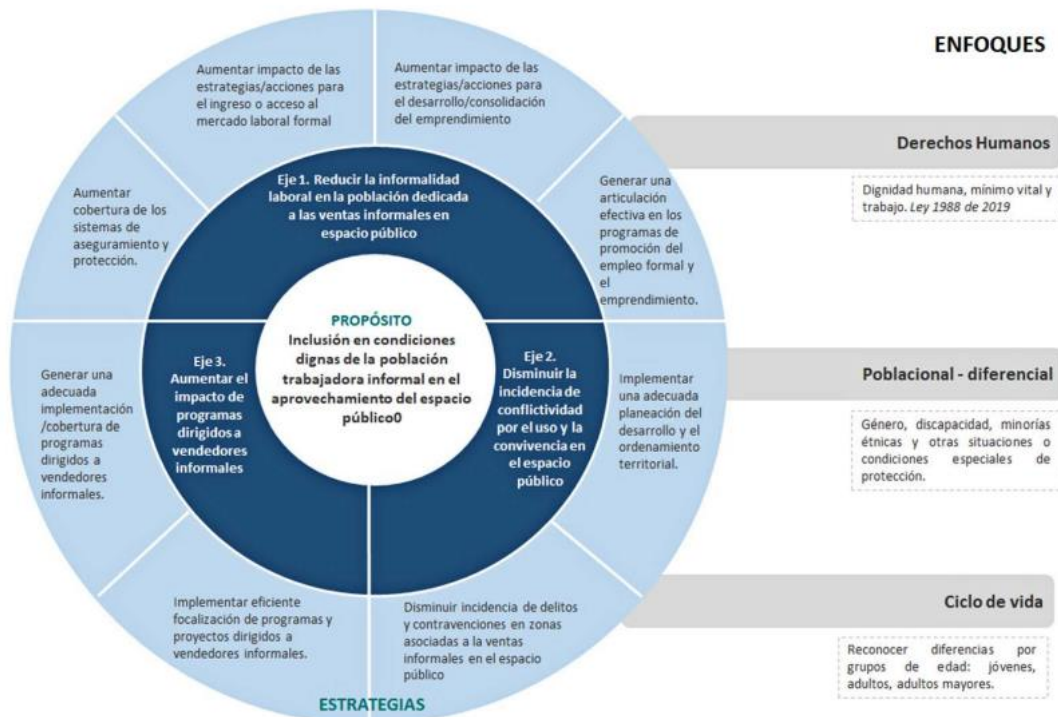 ENFOQUES
Aumentar impacto de las
estrategias/acciones para
el ingreso o acceso al
mercado laboral formal
Aumentar impacto de las
estrategias/acciones para
el desarrollo/consolidación
del emprendimiento
Aumentar
cobertura de los
sistemas de
aseguramiento y
protección.
Eje 1. Reducir la informalidad
laboral en la población dedicada
a las ventas informales en
espacio público
Generar una
articulación
efectiva en los
programas de
promoción del
empleo formal y
el
emprendimiento.
PROPÓSITO
Inclusión en condiciones
dignas de la población
trabajadora informal en el
aprovechamiento del espacio
público0
Eje 3.
Aumentar el
impacto de
programas
dirigidos a
vendedores
informales
Eje 2.
Disminuir la
incidencia de
conflictividad
por el uso y la
convivencia en
el espacio
público
Generar una
adecuada
implementación
/cobertura de
programas
dirigidos a
vendedores
informales.
Implementar
una adecuada
planeación del
desarrollo y el
ordenamiento
territorial.
Implementar eficiente
focalización de programas y
proyectos dirigidos a
vendedores informales.
Disminuir incidencia de delitos
y contravenciones en zonas
asociadas a la ventas
informales en el espacio
público
ESTRATEGIAS
Derechos Humanos
Dignidad humana, mínimo vital y
trabajo. Ley 1988 de 2019
Poblacional - diferencial
Género, discapacidad, minorías
étnicas y otras situaciones o
condiciones especiales de
protección.
Ciclo de vida
Reconocer diferencias por
grupos de edad: jóvenes,
adultos, adultos mayores.